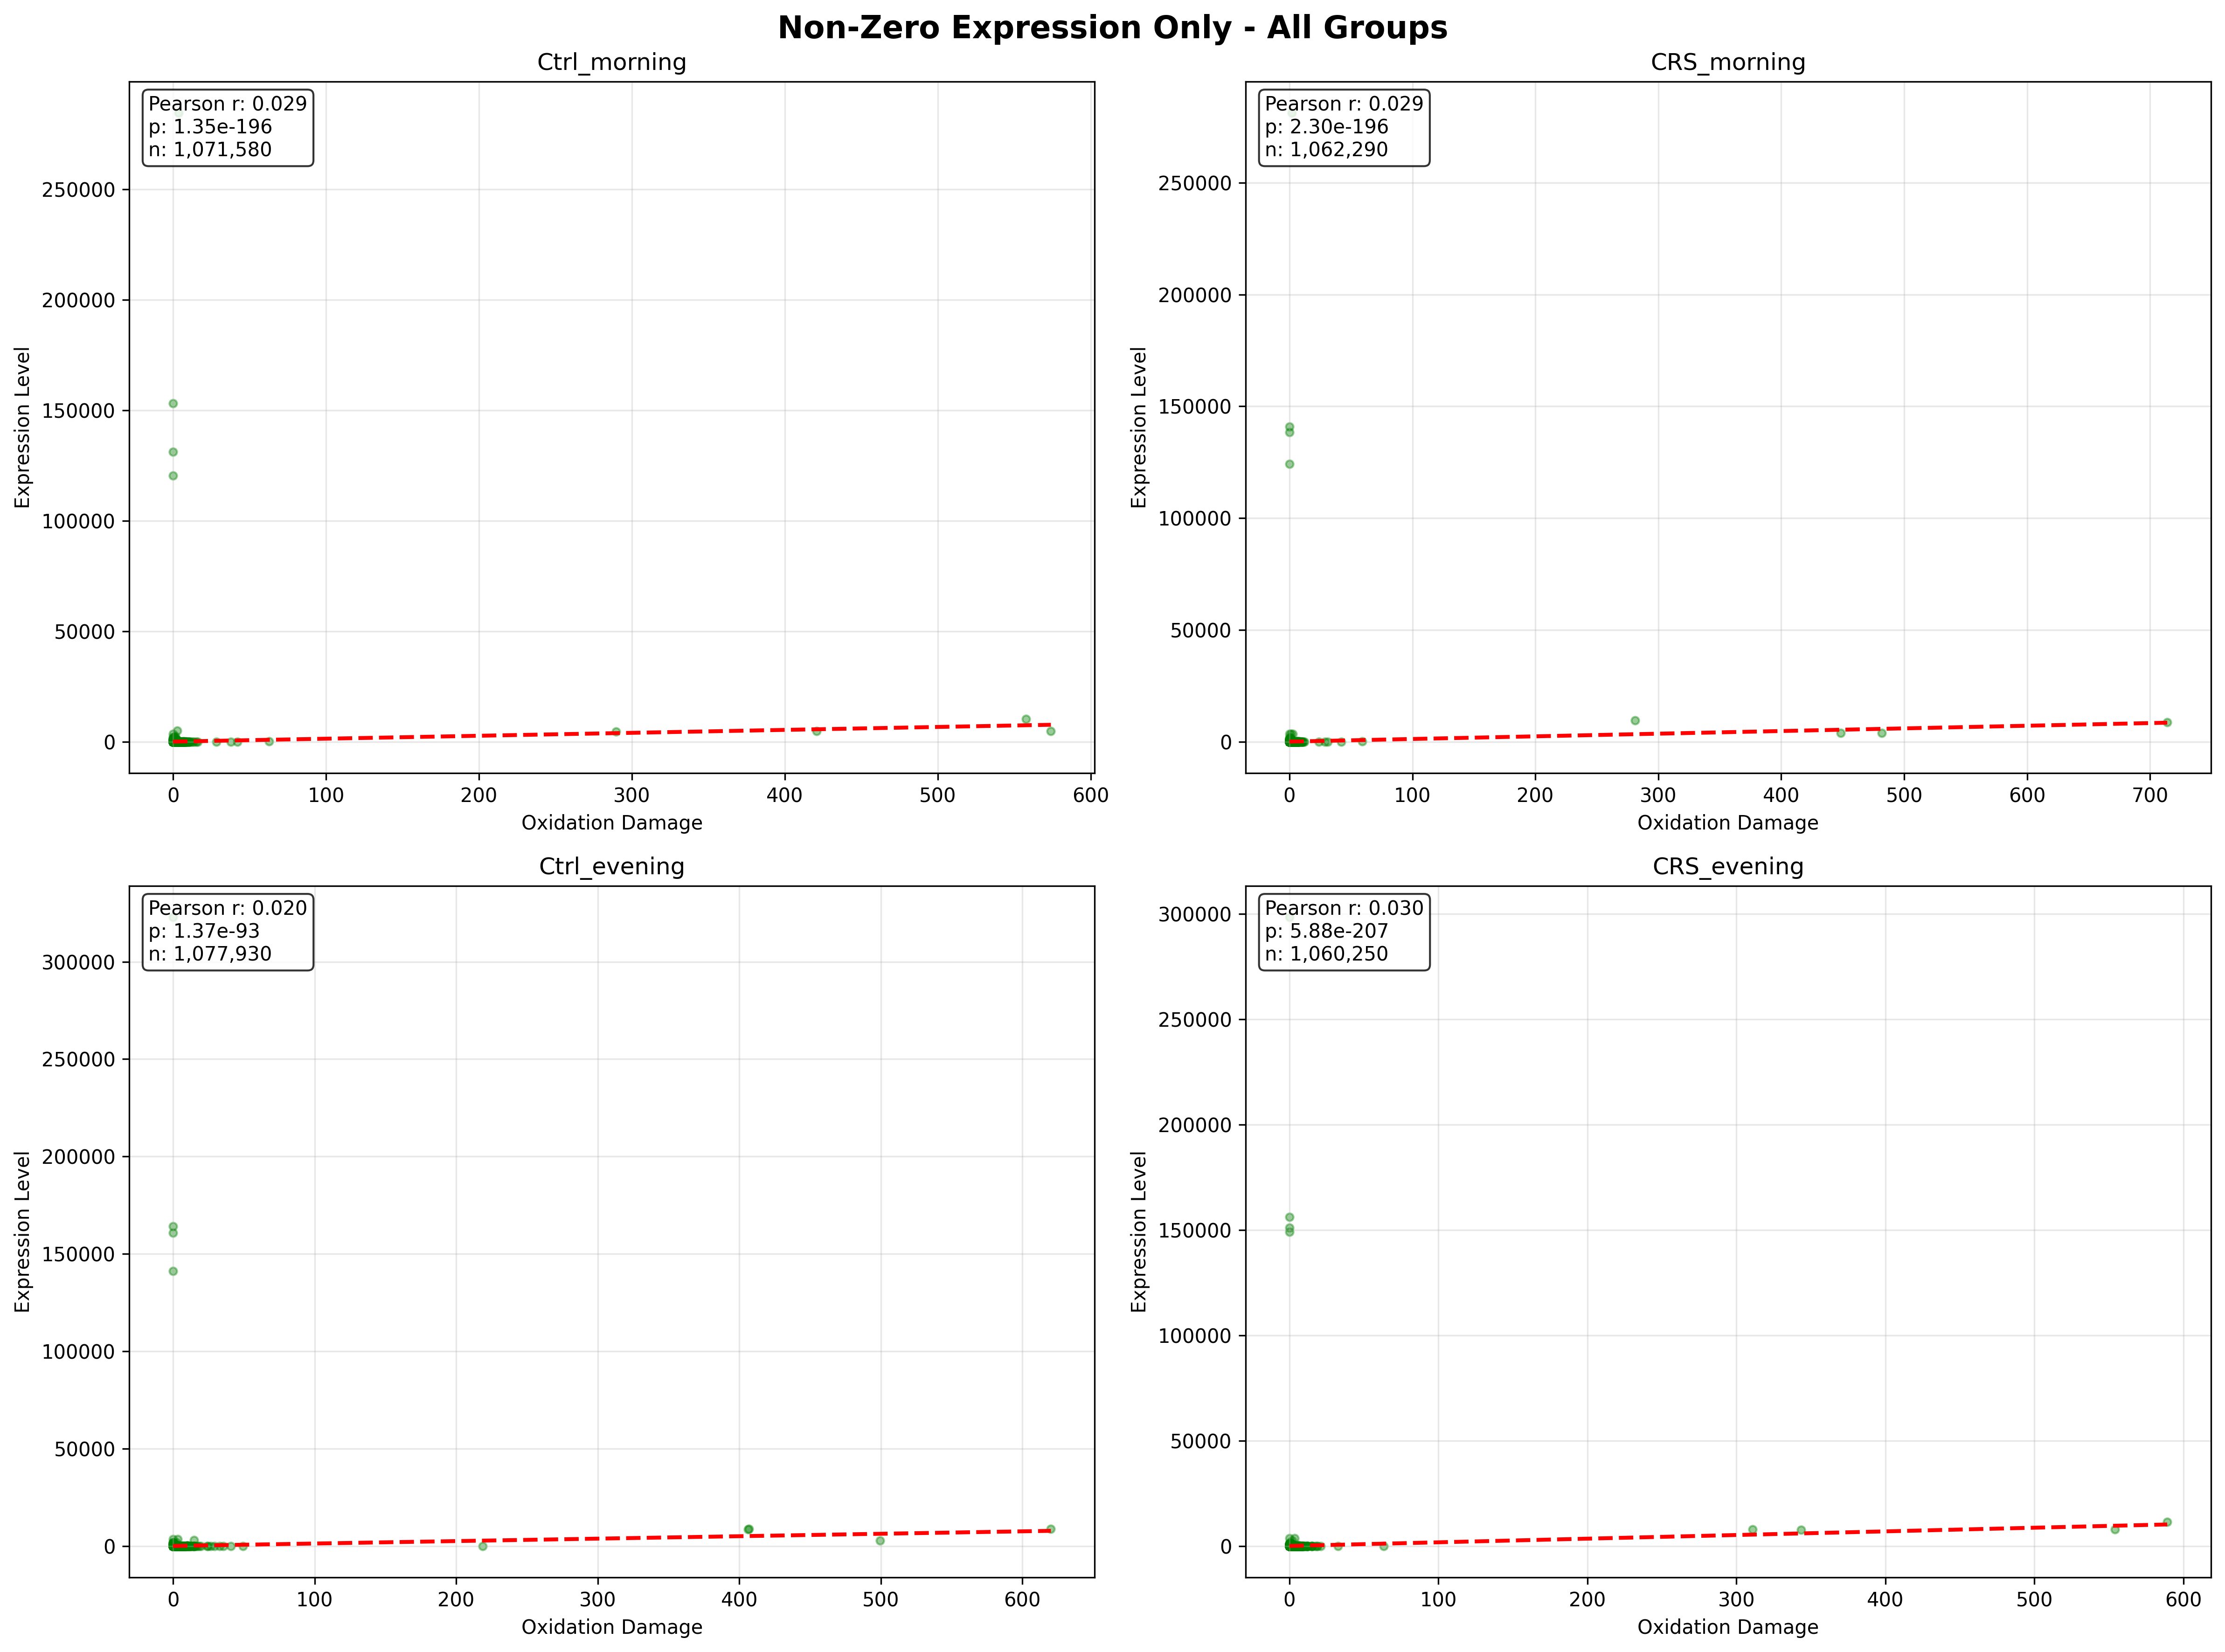 Non-Zero Expression Only - All Groups
Ctrl_morning
Pearson r: 0.029
p: 1.35e-196
n: 1,071,580
250000
200000
150000
100000
50000
0
Expression Level
0 100 200 300 400 500 600
Oxidation Damage
CRS_morning
Pearson r: 0.029
p: 2.30e-196
n: 1,062,290
250000
200000
150000
100000
50000
0
Expression Level
0 100 200 300 400 500 600 700
Oxidation Damage
Ctrl_evening
Pearson r: 0.020
p: 1.37e-93
n: 1,077,930
300000
250000
200000
150000
100000
50000
0
Expression Level
0 100 200 300 400 500 600
Oxidation Damage
CRS_evening
Pearson r: 0.030
p: 5.88e-207
n: 1,060,250
300000
250000
200000
150000
100000
50000
0
Expression Level
0 100 200 300 400 500 600
Oxidation Damage